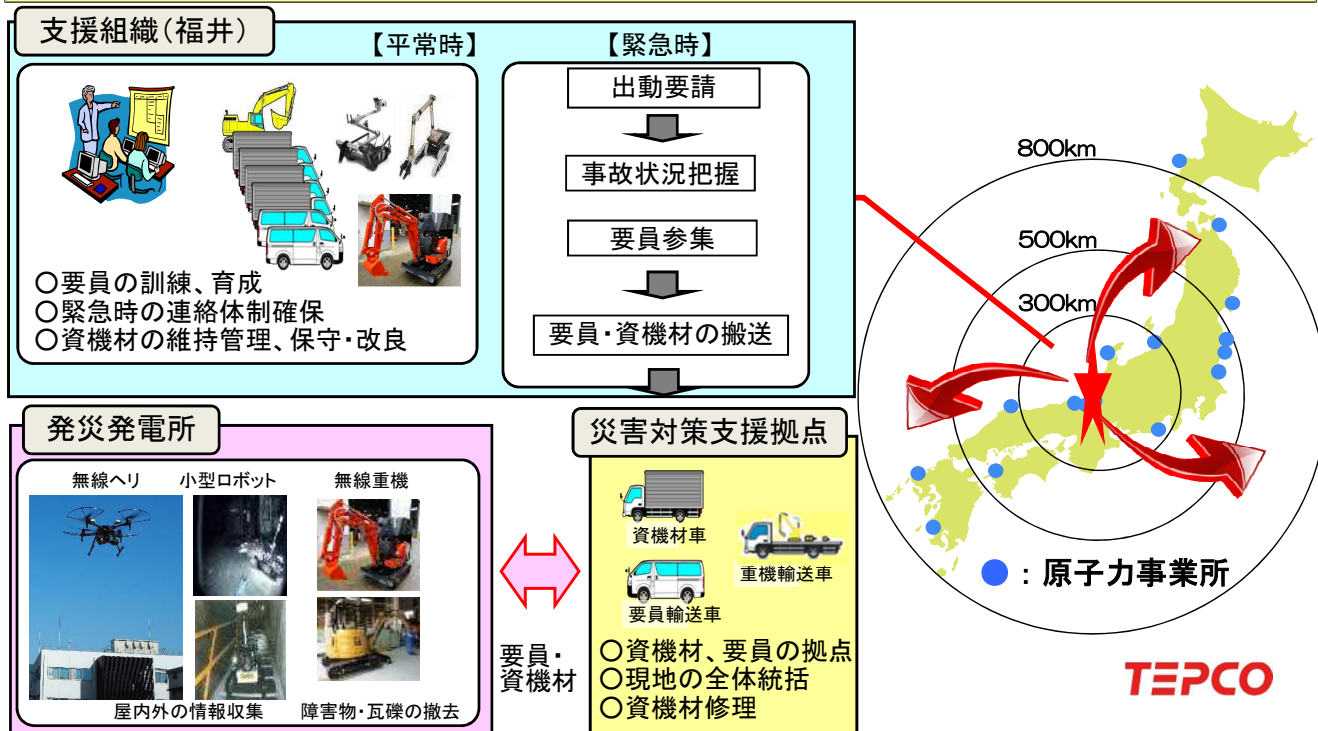 支援組織(福井)
【平常時】
【緊急時】
○要員の訓練、育成
○緊急時の連絡体制確保
○資機材の維持管理、保守・改良
出動要請
事故状況把握
要員参集
要員・資機材の搬送
発災発電所
無線ヘリ
小型ロボット
無線重機
屋内外の情報収集
障害物・瓦礫の撤去
要員・
資機材
災害対策支援拠点
資機材車
重機輸送車
要員輸送車
○資機材、要員の拠点
○現地の全体統括
○資機材修理
800km
500km
300km
:原子力事業所
TEPCO